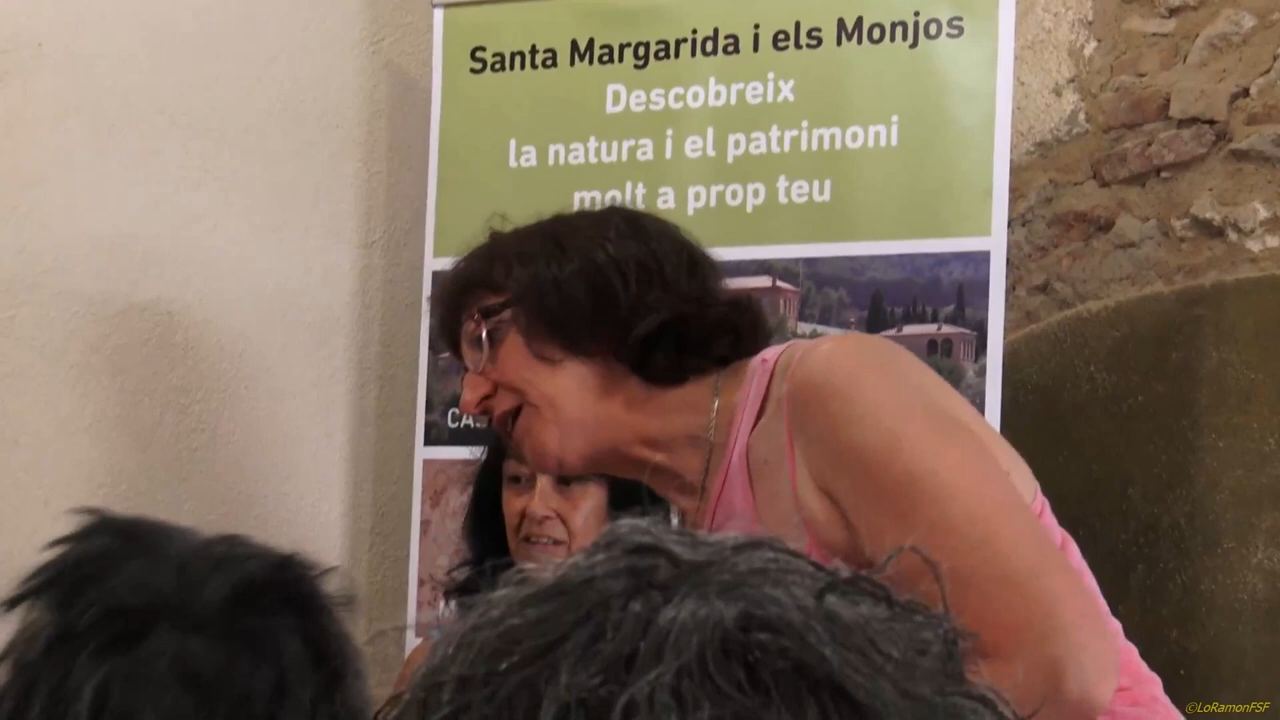 Santa Margarida i els Monjos
Descobreix
la natura i el patrimoni
molt a prop teu
©LoRamonFSF